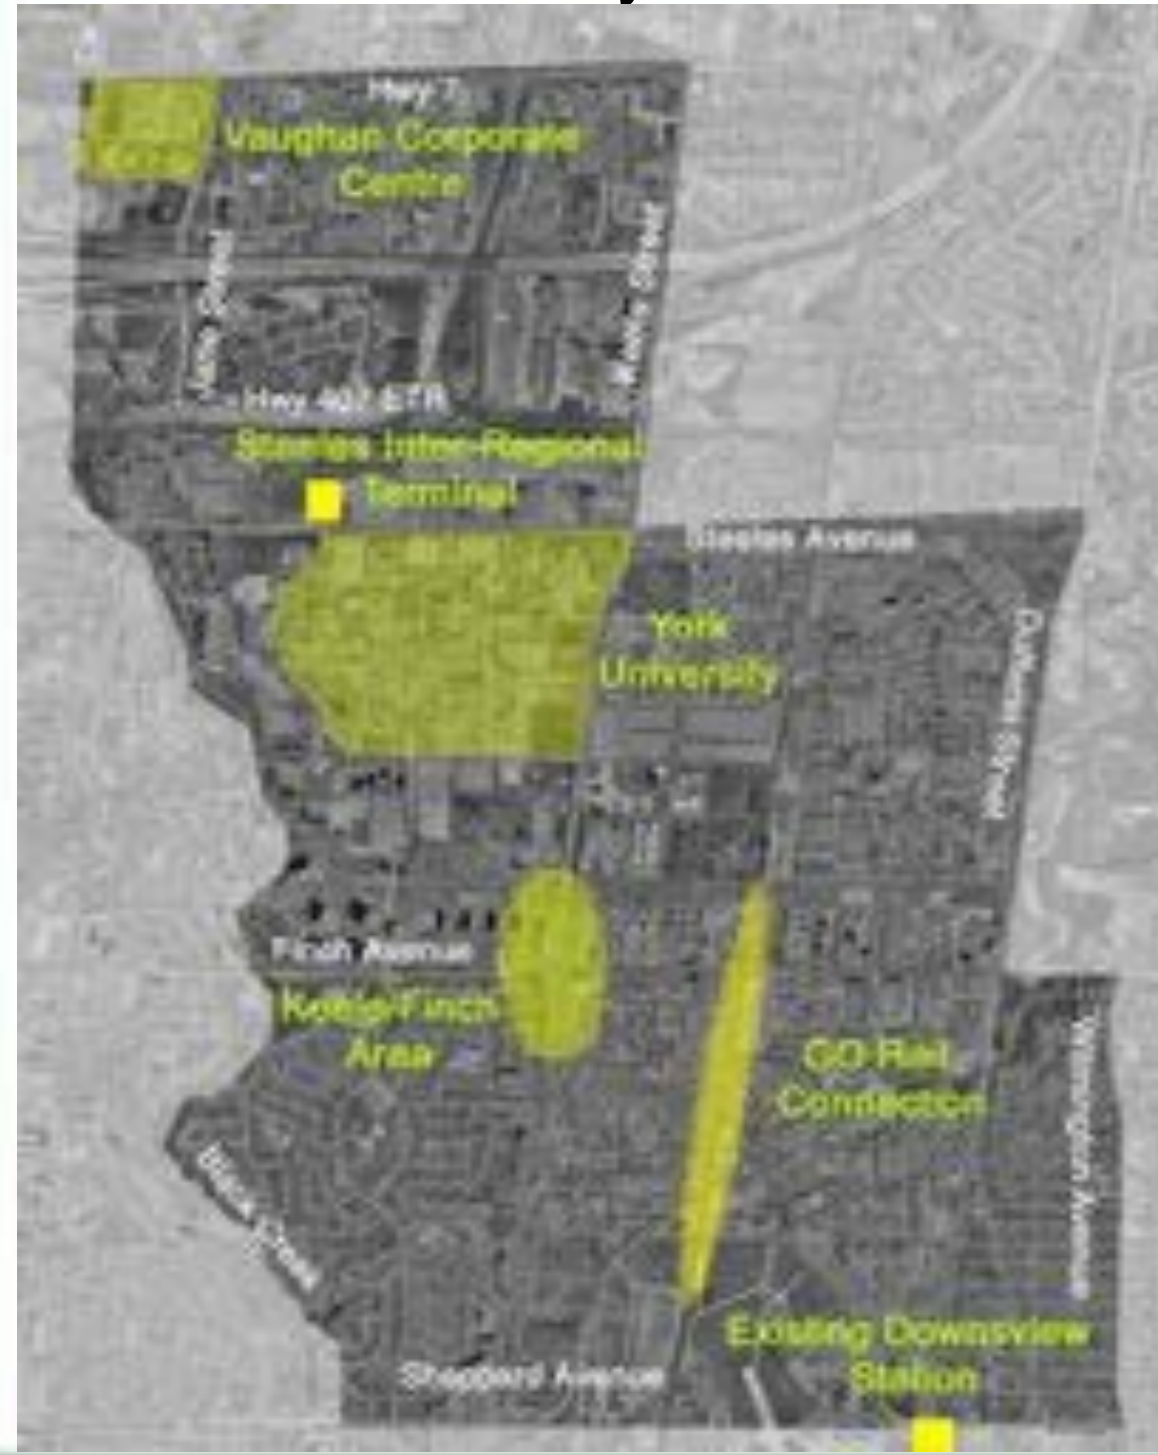 Hwy 7
Vaughan Corporate
Centre
Jane Street
Keele Street
Hwy 407 ETR
Steeles Inter-Regional
Terminal
Steeles Avenue
York
University
Dufferin Street
Finch Avenue
Keele/Finch
Area
GO Rail
Connection
Wilmington Avenue
Black Creek
Existing Downsview
Station
Sheppard Avenue